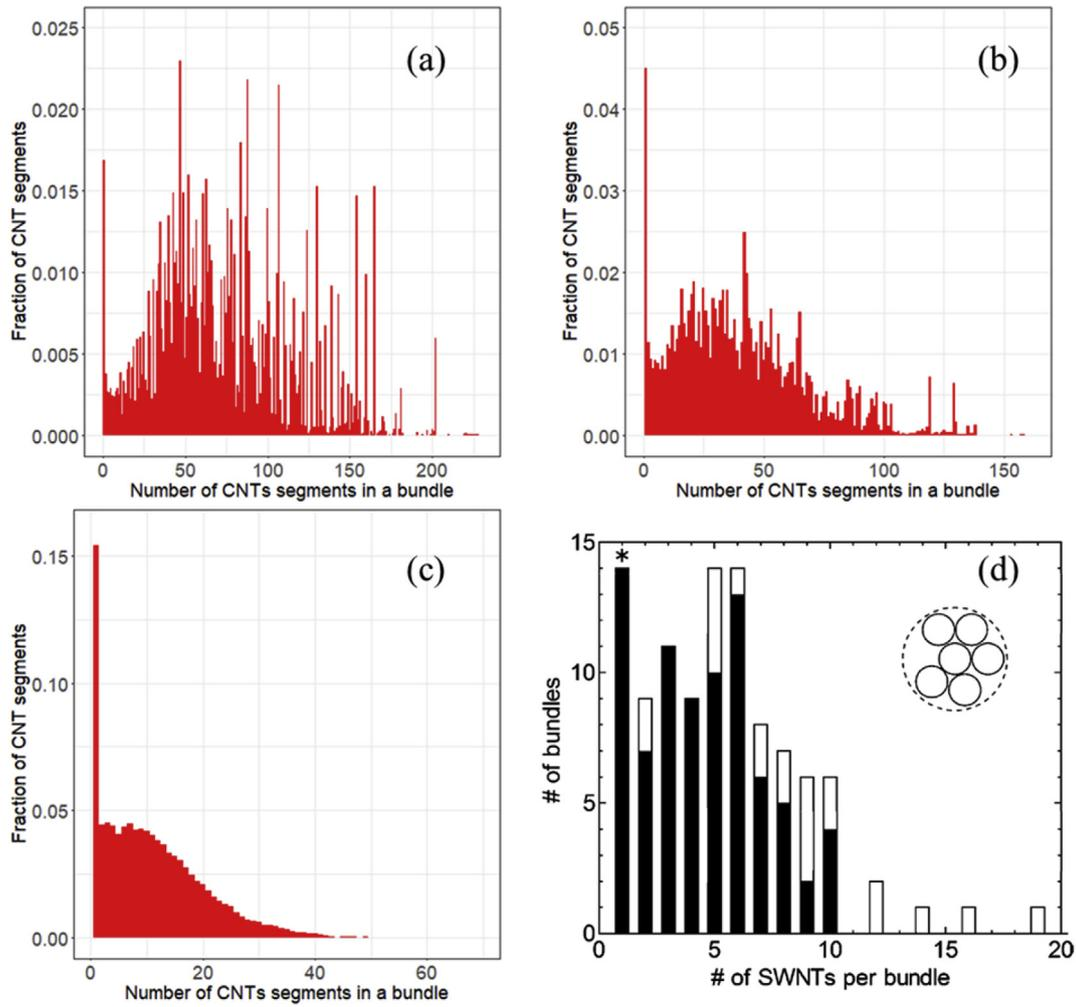 (a)
Fraction of CNT segments
0.025
0.020
0.015
0.010
0.005
0.000
0 50 100 150 200
Number of CNTs segments in a bundle
(b)
Fraction of CNT segments
0.05
0.04
0.03
0.02
0.01
0.00
0 50 100 150
Number of CNTs segments in a bundle
(c)
Fraction of CNT segments
0.15
0.10
0.05
0.00
0 20 40 60
Number of CNTs segments in a bundle
(d)
# of bundles
15
10
5
0
*
0 5 10 15 20
# of SWNTs per bundle